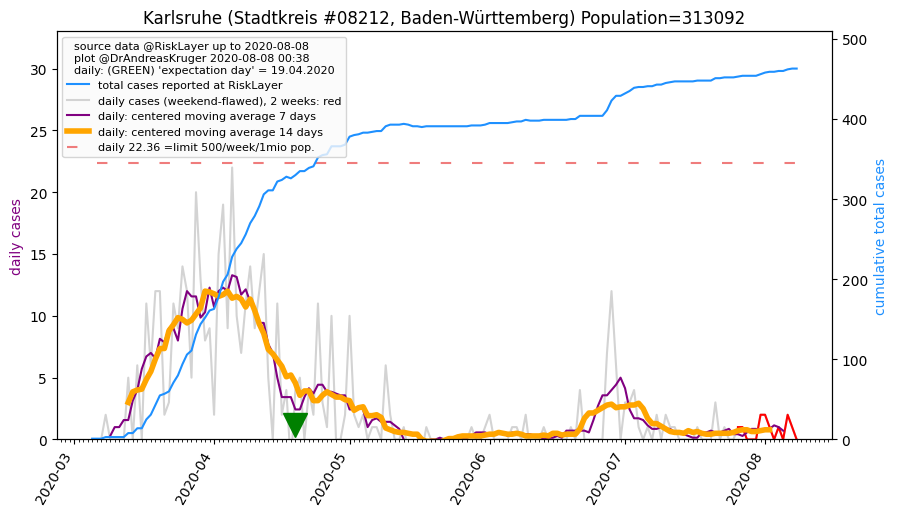 Karlsruhe (Stadtkreis #08212, Baden-Württemberg) Population=313092
source data @RiskLayer up to 2020-08-08
plot @DrAndreasKruger 2020-08-08 00:38
daily: (GREEN) 'expectation day' = 19.04.2020
total cases reported at RiskLayer
daily cases (weekend-flawed), 2 weeks: red
daily: centered moving average 7 days
daily: centered moving average 14 days
daily 22.36 =limit 500/week/1mio pop.
daily cases
30
25
20
15
10
5
0
cumulative total cases
500
400
300
200
100
0
2020-03
2020-04
2020-05
2020-06
2020-07
2020-08